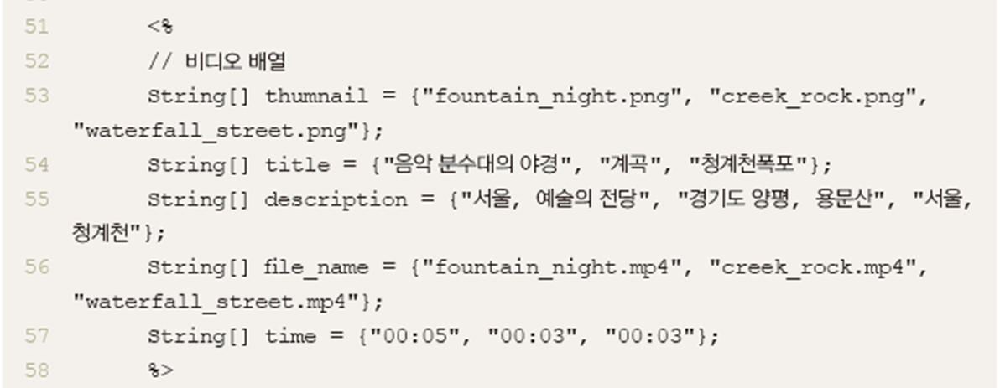 51 <%
52 // 비디오 배열
53 String[] thumnail = {"fountain_night.png", "creek_rock.png",
"waterfall_street.png"};
54 String[] title = {"음악 분수대의 야경", "계곡", "청계천폭포"};
55 String[] description = {"서울, 예술의 전당", "경기도 양평, 용문산", "서울,
청계천"};
56 String[] file_name = {"fountain_night.mp4", "creek_rock.mp4",
"waterfall_street.mp4"};
57 String[] time = {"00:05", "00:03", "00:03"};
58 %>